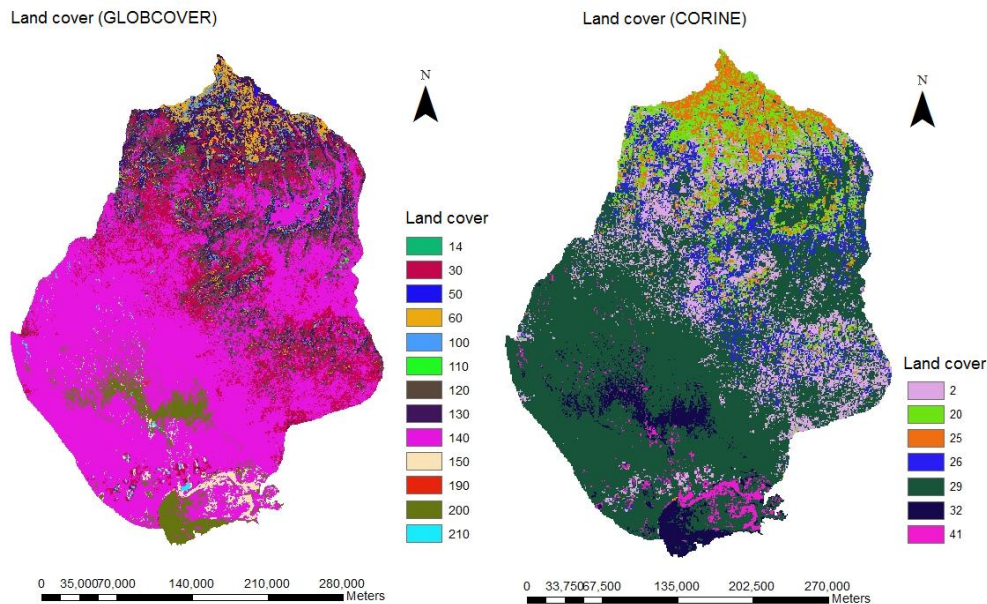 Land cover (GLOBCOVER)
N
Land cover
14
30
50
60
100
110
120
130
140
150
190
200
210
0 35,00070,000 140,000 210,000 280,000
Meters
Land cover (CORINE)
N
Land cover
2
20
25
26
29
32
41
0 33,75067,500 135,000 202,500 270,000
Meters